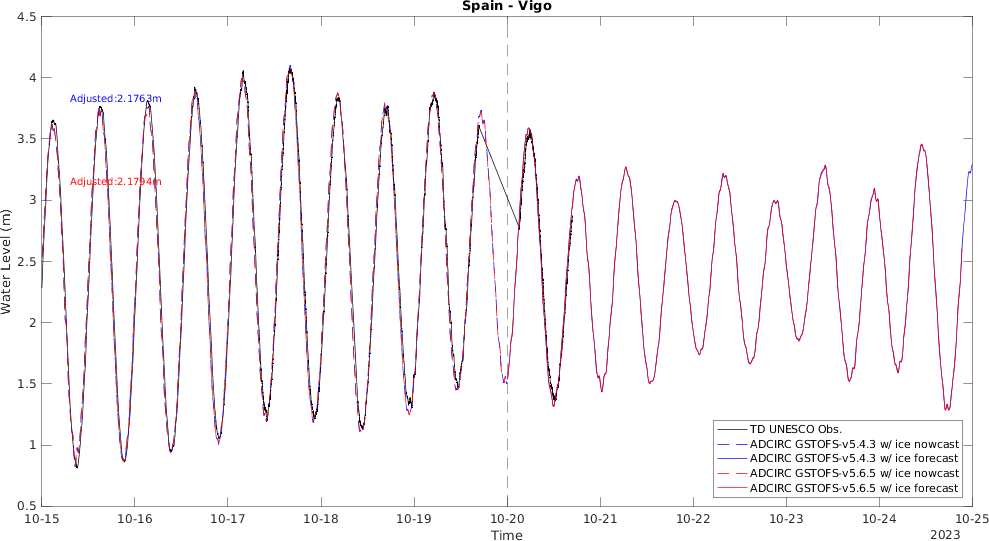 Spain - Vigo
4.5
4
3.5
3
2.5
2
1.5
1
0.5
Water Level (m)
Adjusted:2.1763m
Adjusted:2.1794m
TD UNESCO Obs.
ADCIRC GSTOFS-v5.4.3 w/ ice nowcast
ADCIRC GSTOFS-v5.4.3 w/ ice forecast
ADCIRC GSTOFS-v5.6.5 w/ ice nowcast
ADCIRC GSTOFS-v5.6.5 w/ ice forecast
10-15 10-16 10-17 10-18 10-19 10-20 10-21 10-22 10-23 10-24 10-25
Time
2023